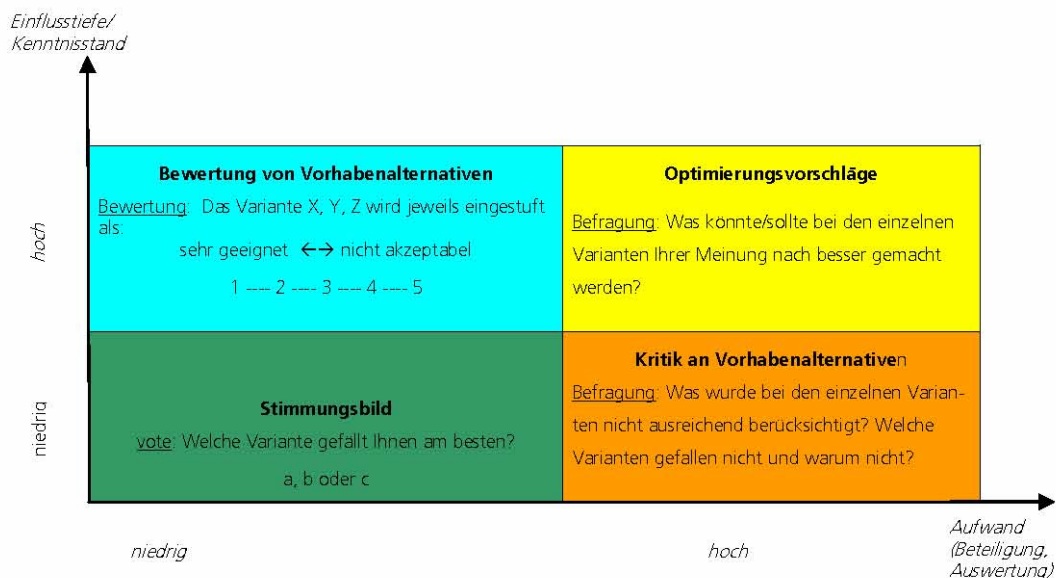 Einflusstiefe/
Kenntnisstand
hoch
Bewertung von Vorhabenalternativen
Bewertung: Das Variante X, Y, Z wird jeweils eingestuft
als:
sehr geeignet ←→ nicht akzeptabel
1 ---- 2 ---- 3 ---- 4 ---- 5
Optimierungsvorschläge
Befragung: Was könnte/sollte bei den einzelnen
Varianten Ihrer Meinung nach besser gemacht
werden?
niedrig
Stimmungsbild
vote: Welche Variante gefällt Ihnen am besten?
a, b oder c
Kritik an Vorhabenalternativen
Befragung: Was wurde bei den einzelnen Varian-
ten nicht ausreichend berücksichtigt? Welche
Varianten gefallen nicht und warum nicht?
niedrig
hoch
Aufwand
(Beteiligung,
Auswertung)